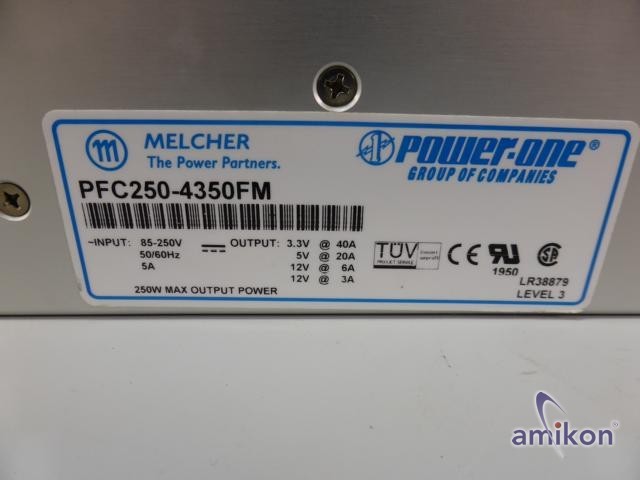 m MELCHER
The Power Partners.
POWER-ONE®
GROUP OF COMPANIES
PFC250-4350FM
~INPUT: 85-250V
50/60Hz
5A
OUTPUT: 3.3V @ 40A
5V @ 20A
12V @ 6A
12V @ 3A
250W MAX OUTPUT POWER
TÜV
CE
1950
LR38879
LEVEL 3
amikon